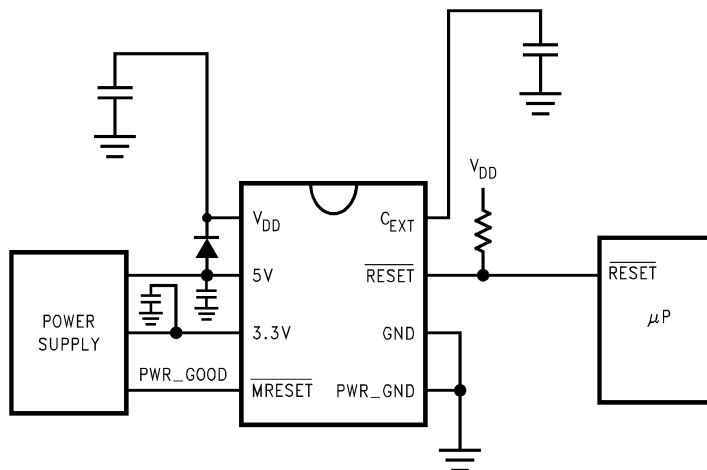 V_DD
V_DD
C_EXT
5V
RESET
RESET
POWER
SUPPLY
μP
3.3V
GND
PWR_GOOD
MRESET
PWR_GND